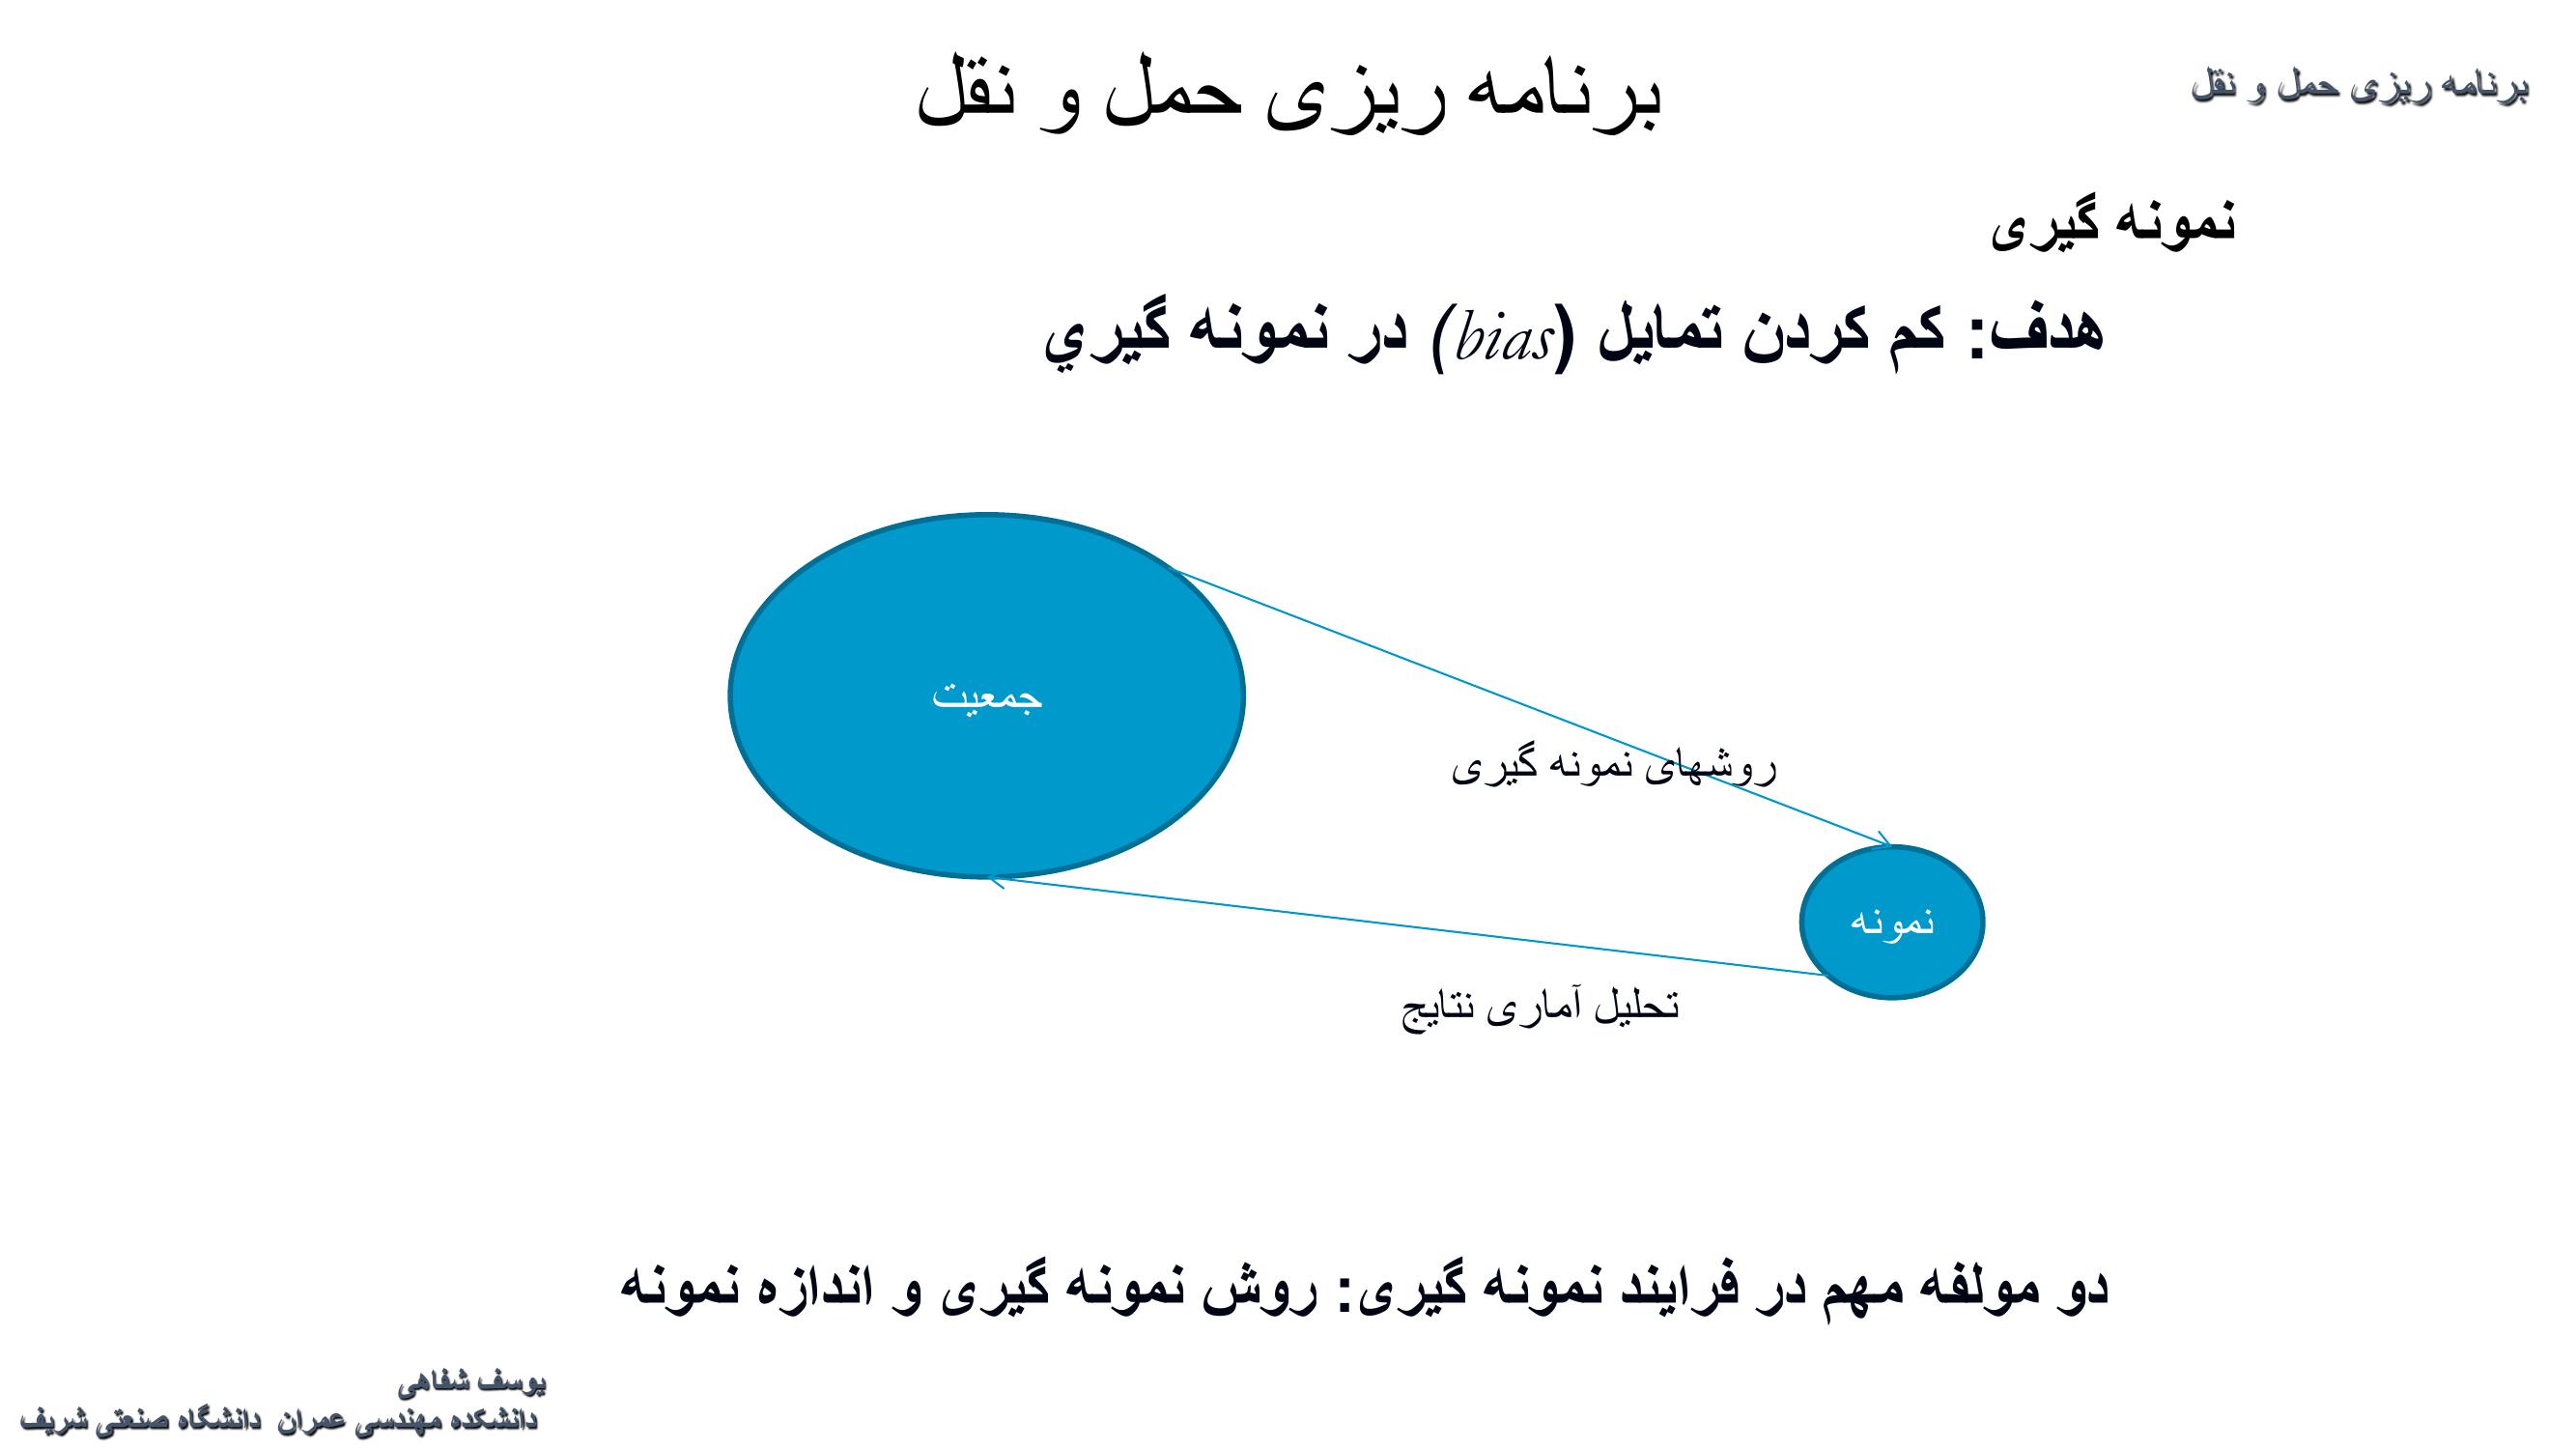 برنامه ریزی حمل و نقل
برنامه ریزی حمل و نقل
نمونه گیری
هدف: کم کردن تمایل (bias) در نمونه گيري
جمعیت
روشهای نمونه گیری
نمونه
تحلیل آماری نتایج
دو مولفه مهم در فرایند نمونه گیری: روش نمونه گیری و اندازه نمونه
یوسف شفاهی
دانشکده مهندسی عمران دانشگاه صنعتی شریف